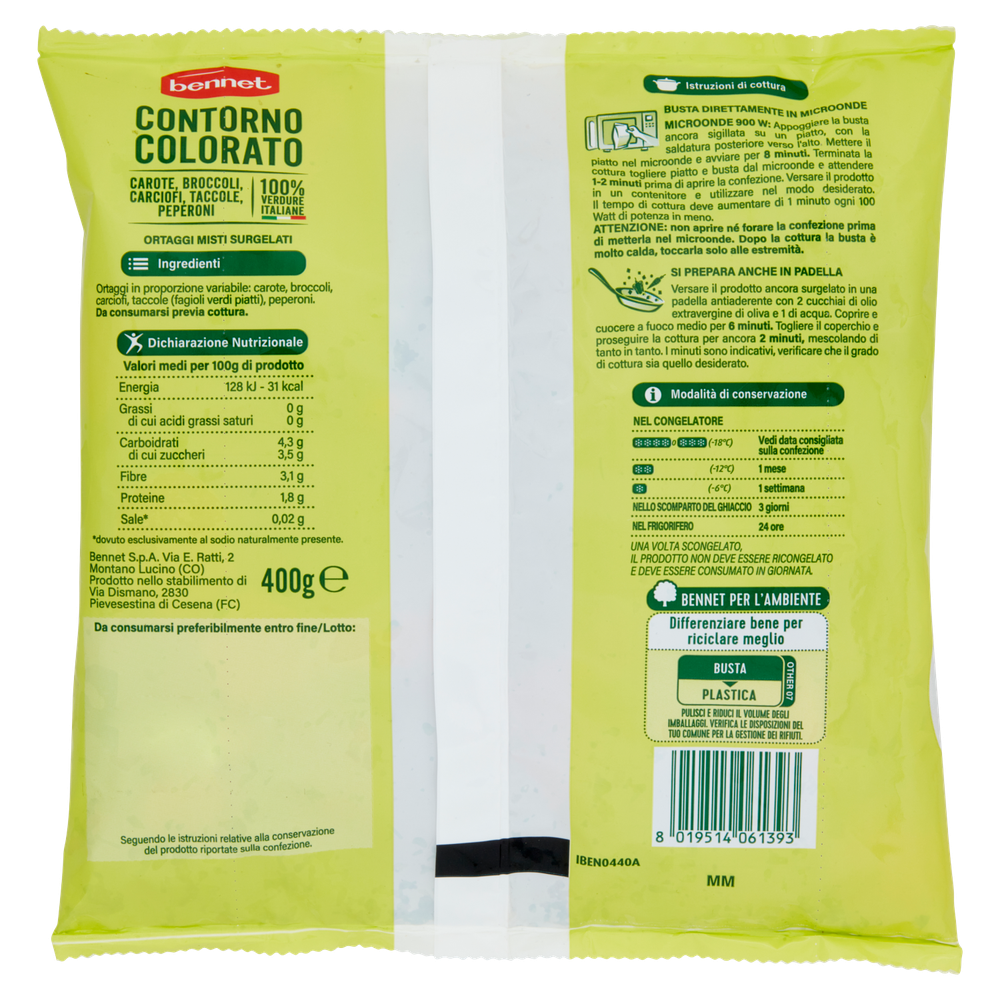 bennet
CONTORNO
COLORATO
CAROTE, BROCCOLI,
CARCIOFI, TACCOLE,
PEPERONI
100%
VERDURE
ITALIANE
ORTAGGI MISTI SURGELATI
Ingredienti
Ortaggi in proporzione variabile: carote, broccoli,
carciofi, taccole (fagioli verdi piatti), peperoni.
Da consumarsi previa cottura.
Dichiarazione Nutrizionale
Valori medi per 100g di prodotto
Energia 128 kJ - 31 kcal
Grassi 0 g
di cui acidi grassi saturi 0 g
Carboidrati 4,3 g
di cui zuccheri 3,5 g
Fibre 3,1 g
Proteine 1,8 g
Sale* 0,02 g
*dovuto esclusivamente al sodio naturalmente presente.
Bennet S.p.A. Via E. Ratti, 2
Montano Lucino (CO)
Prodotto nello stabilimento di
Via Dismano, 2830
Pievesestina di Cesena (FC)
400g ℮
Da consumarsi preferibilmente entro fine/Lotto:
Seguendo le istruzioni relative alla conservazione
del prodotto riportate sulla confezione.
Istruzioni di cottura
BUSTA DIRETTAMENTE IN MICROONDE
MICROONDE 900 W: Appoggiare la busta
ancora sigillata su un piatto, con la
saldatura posteriore verso l'alto. Mettere il
piatto nel microonde e avviare per 8 minuti. Terminata la
cottura togliere piatto e busta dal microonde e attendere
1-2 minuti prima di aprire la confezione. Versare il prodotto
in un contenitore e utilizzare nel modo desiderato.
Il tempo di cottura deve aumentare di 1 minuto ogni 100
Watt di potenza in meno.
ATTENZIONE: non aprire né forare la confezione prima
di metterla nel microonde. Dopo la cottura la busta è
molto calda, toccarla solo alle estremità.
SI PREPARA ANCHE IN PADELLA
Versare il prodotto ancora surgelato in una
padella antiaderente con 2 cucchiai di olio
extravergine di oliva e 1 di acqua. Coprire e
cuocere a fuoco medio per 6 minuti. Togliere il coperchio e
proseguire la cottura per ancora 2 minuti, mescolando di
tanto in tanto. I minuti sono indicativi, verificare che il grado
di cottura sia quello desiderato.
Modalità di conservazione
NEL CONGELATORE
o (-18°C) Vedi data consigliata
sulla confezione
(-12°C) 1 mese
(-6°C) 1 settimana
NELLO SCOMPARTO DEL GHIACCIO 3 giorni
NEL FRIGORIFERO 24 ore
UNA VOLTA SCONGELATO,
IL PRODOTTO NON DEVE ESSERE RICONGELATO
E DEVE ESSERE CONSUMATO IN GIORNATA.
BENNET PER L'AMBIENTE
Differenziare bene per
riciclare meglio
BUSTA
PLASTICA
OTHER 07
PULISCI E RIDUCI IL VOLUME DEGLI
IMBALLAGGI. VERIFICA LE DISPOSIZIONI DEL
TUO COMUNE PER LA GESTIONE DEI RIFIUTI.
8 019514 061393
IBEN0440A
MM